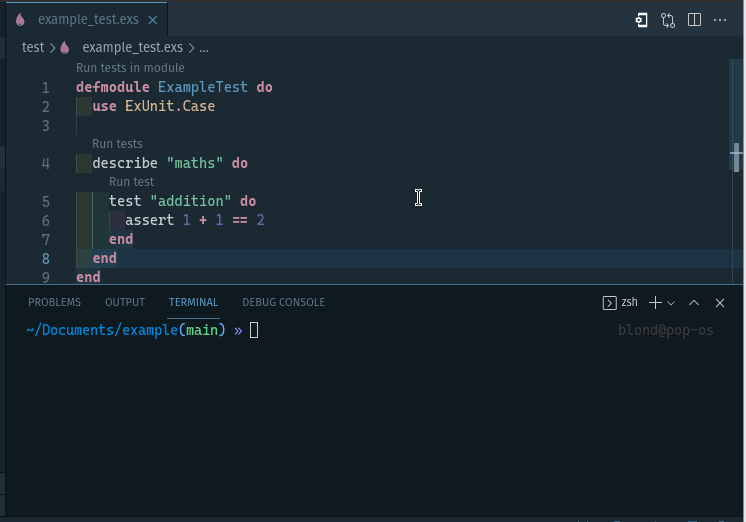 example_test.exs
test > example_test.exs > ...
Run tests in module
1 defmodule ExampleTest do
2 use ExUnit.Case
3
Run tests
4 describe "maths" do
Run test
5 test "addition" do
6 assert 1 + 1 == 2
7 end
8 end
9 end
PROBLEMS OUTPUT TERMINAL DEBUG CONSOLE zsh
~/Documents/example(main) » blond@pop-os